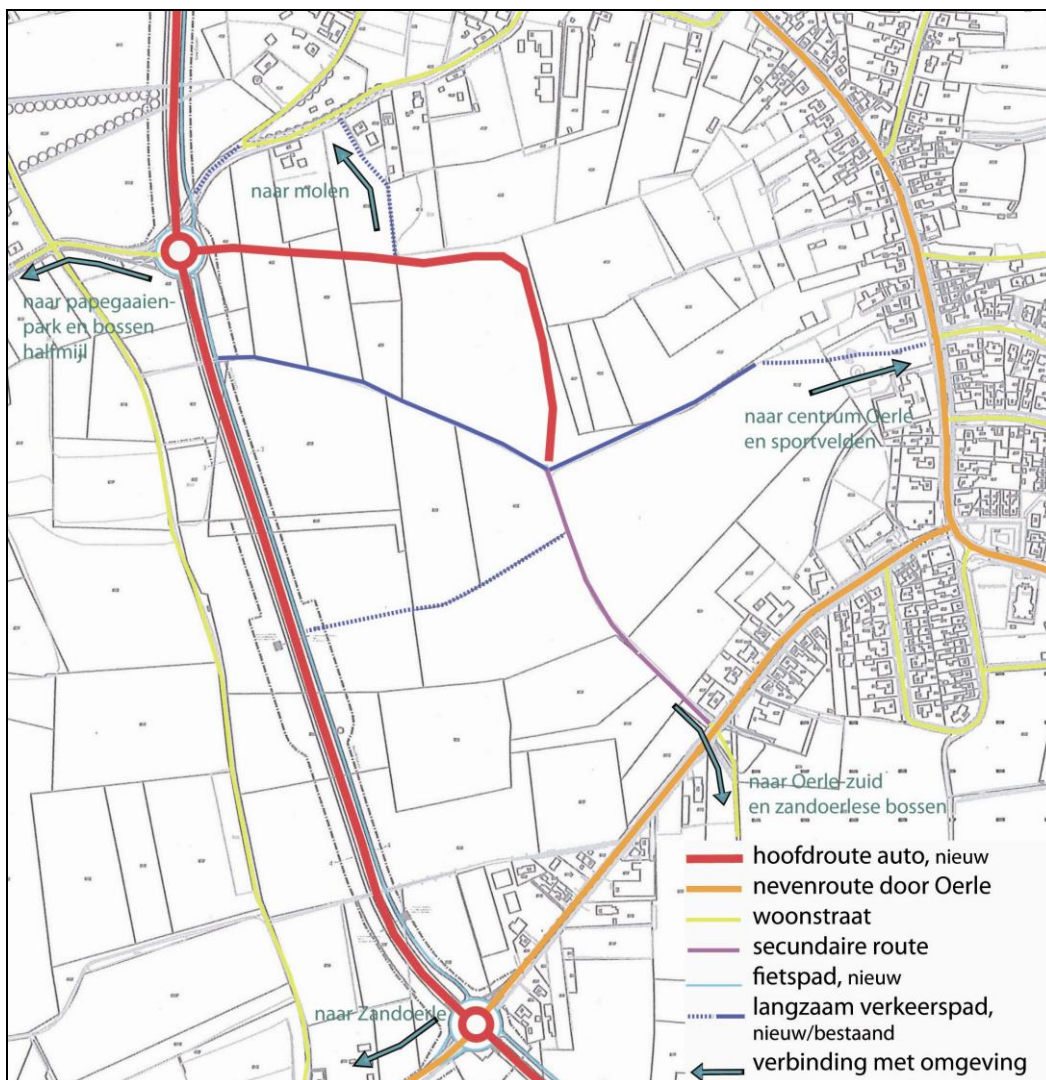 naar molen
naar papegaaien-
park en bossen
halfmijl
naar centrum Oerle
en sportvelden
naar Oerle-zuid
en zandoerlese bossen
naar Zandoerle
hoofdroute auto, nieuw
nevenroute door Oerle
woonstraat
secundaire route
fietspad, nieuw
langzaam verkeerspad,
nieuw/bestaand
verbinding met omgeving